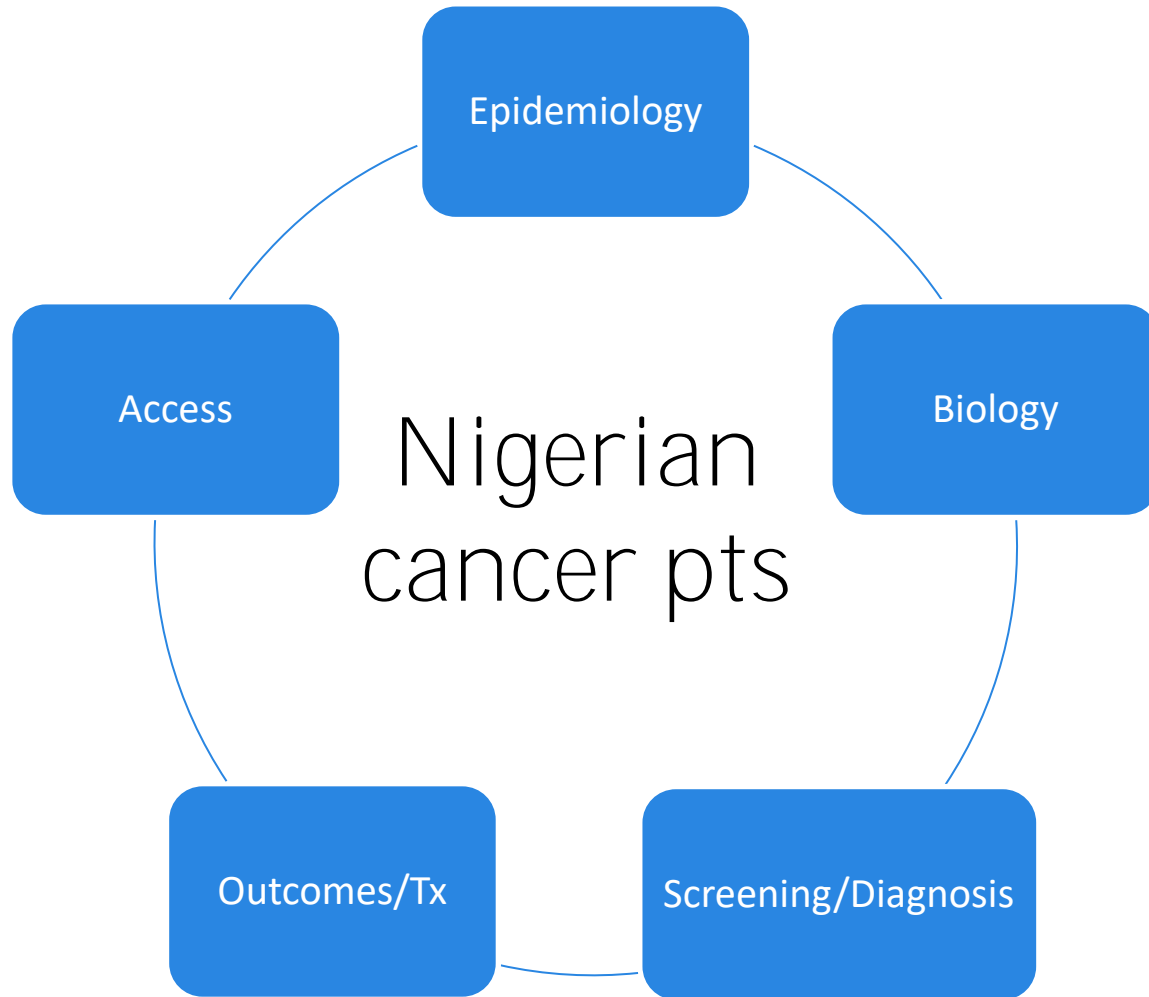 Epidemiology
Access
Biology
Nigerian
cancer pts
Outcomes/Tx
Screening/Diagnosis